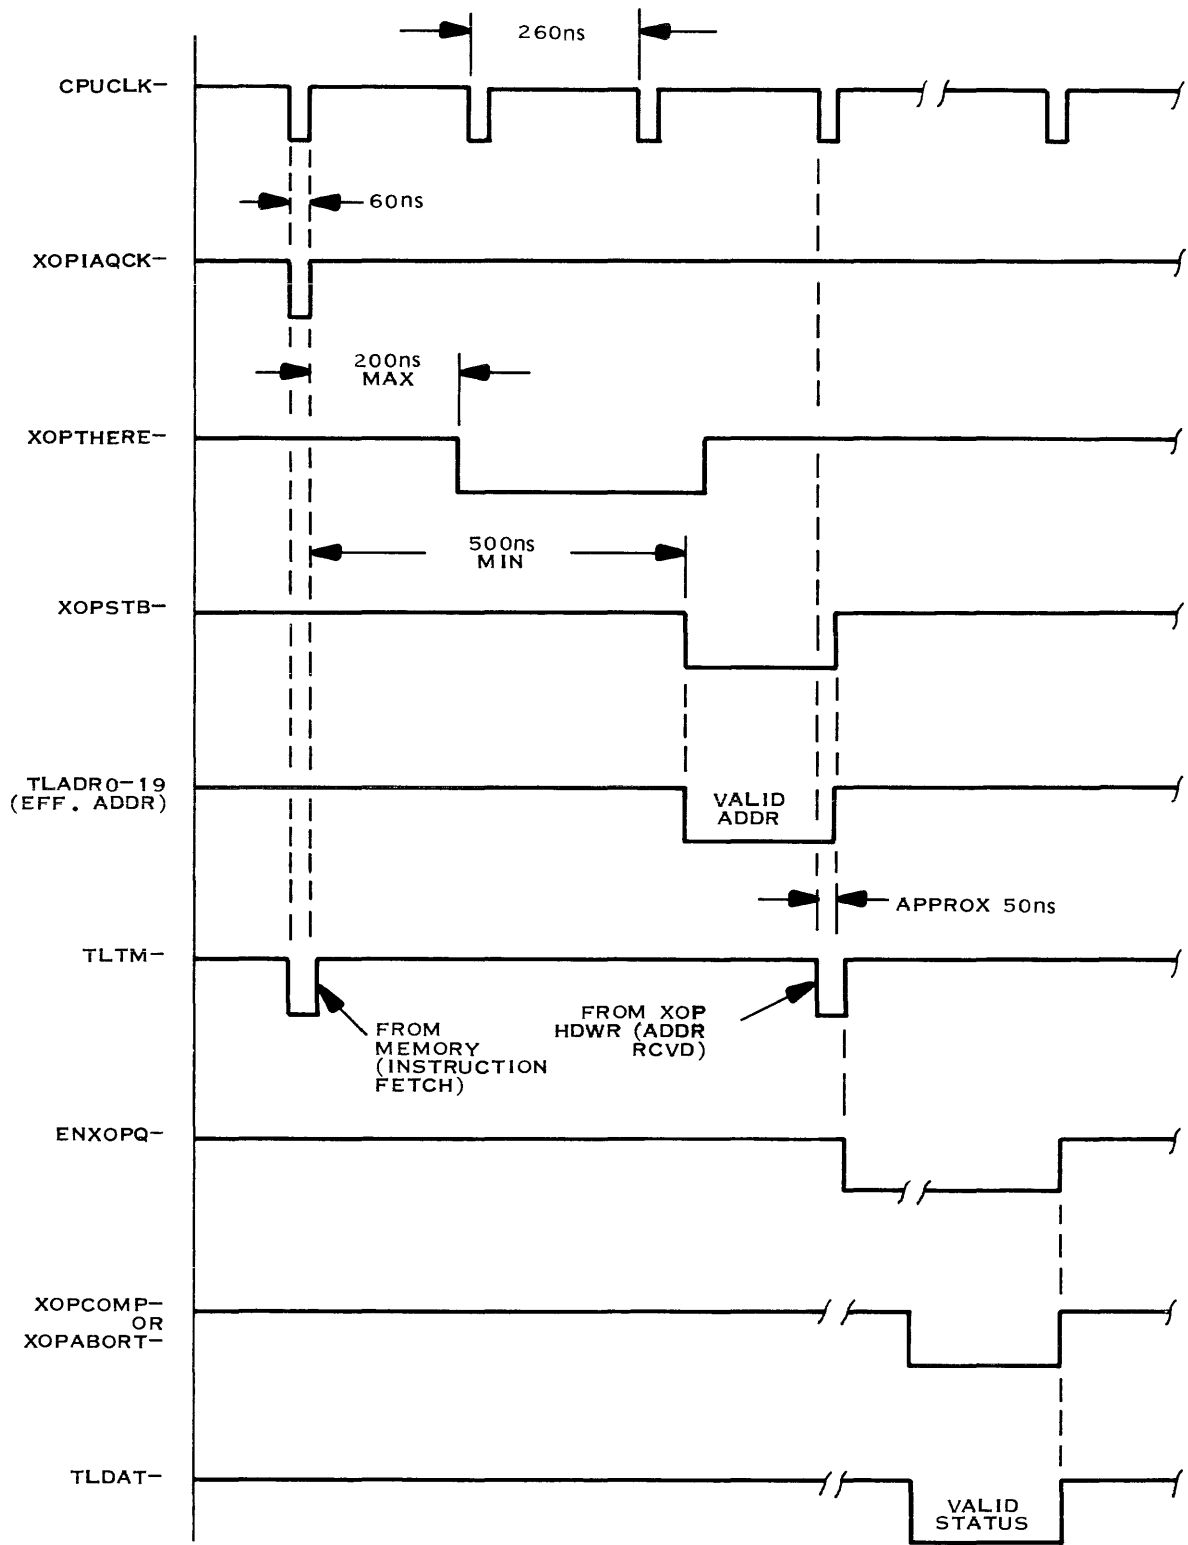 260ns
CPUCLK–
60ns
XOPIAQCK–
200ns
MAX
XOPTHERE–
500ns
MIN
XOPSTB–
TLADR0–19
(EFF. ADDR)
VALID
ADDR
APPROX 50ns
TLTM–
FROM
MEMORY
(INSTRUCTION
FETCH)
FROM XOP
HDWR (ADDR
RCVD)
ENXOPQ–
XOPCOMP–
OR
XOPABORT–
TLDAT–
VALID
STATUS